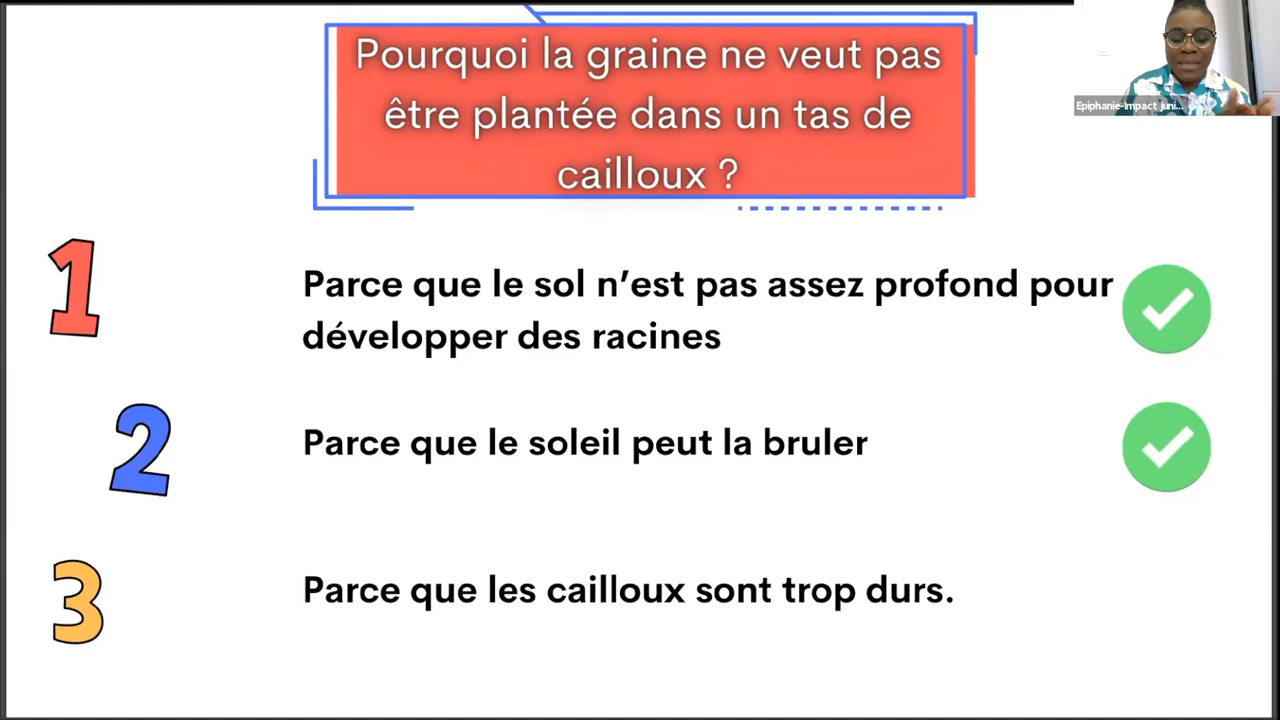 Pourquoi la graine ne veut pas
être plantée dans un tas de
cailloux ?
Epiphanie-Impact Juni...
1
Parce que le sol n’est pas assez profond pour
développer des racines
2
Parce que le soleil peut la bruler
3
Parce que les cailloux sont trop durs.